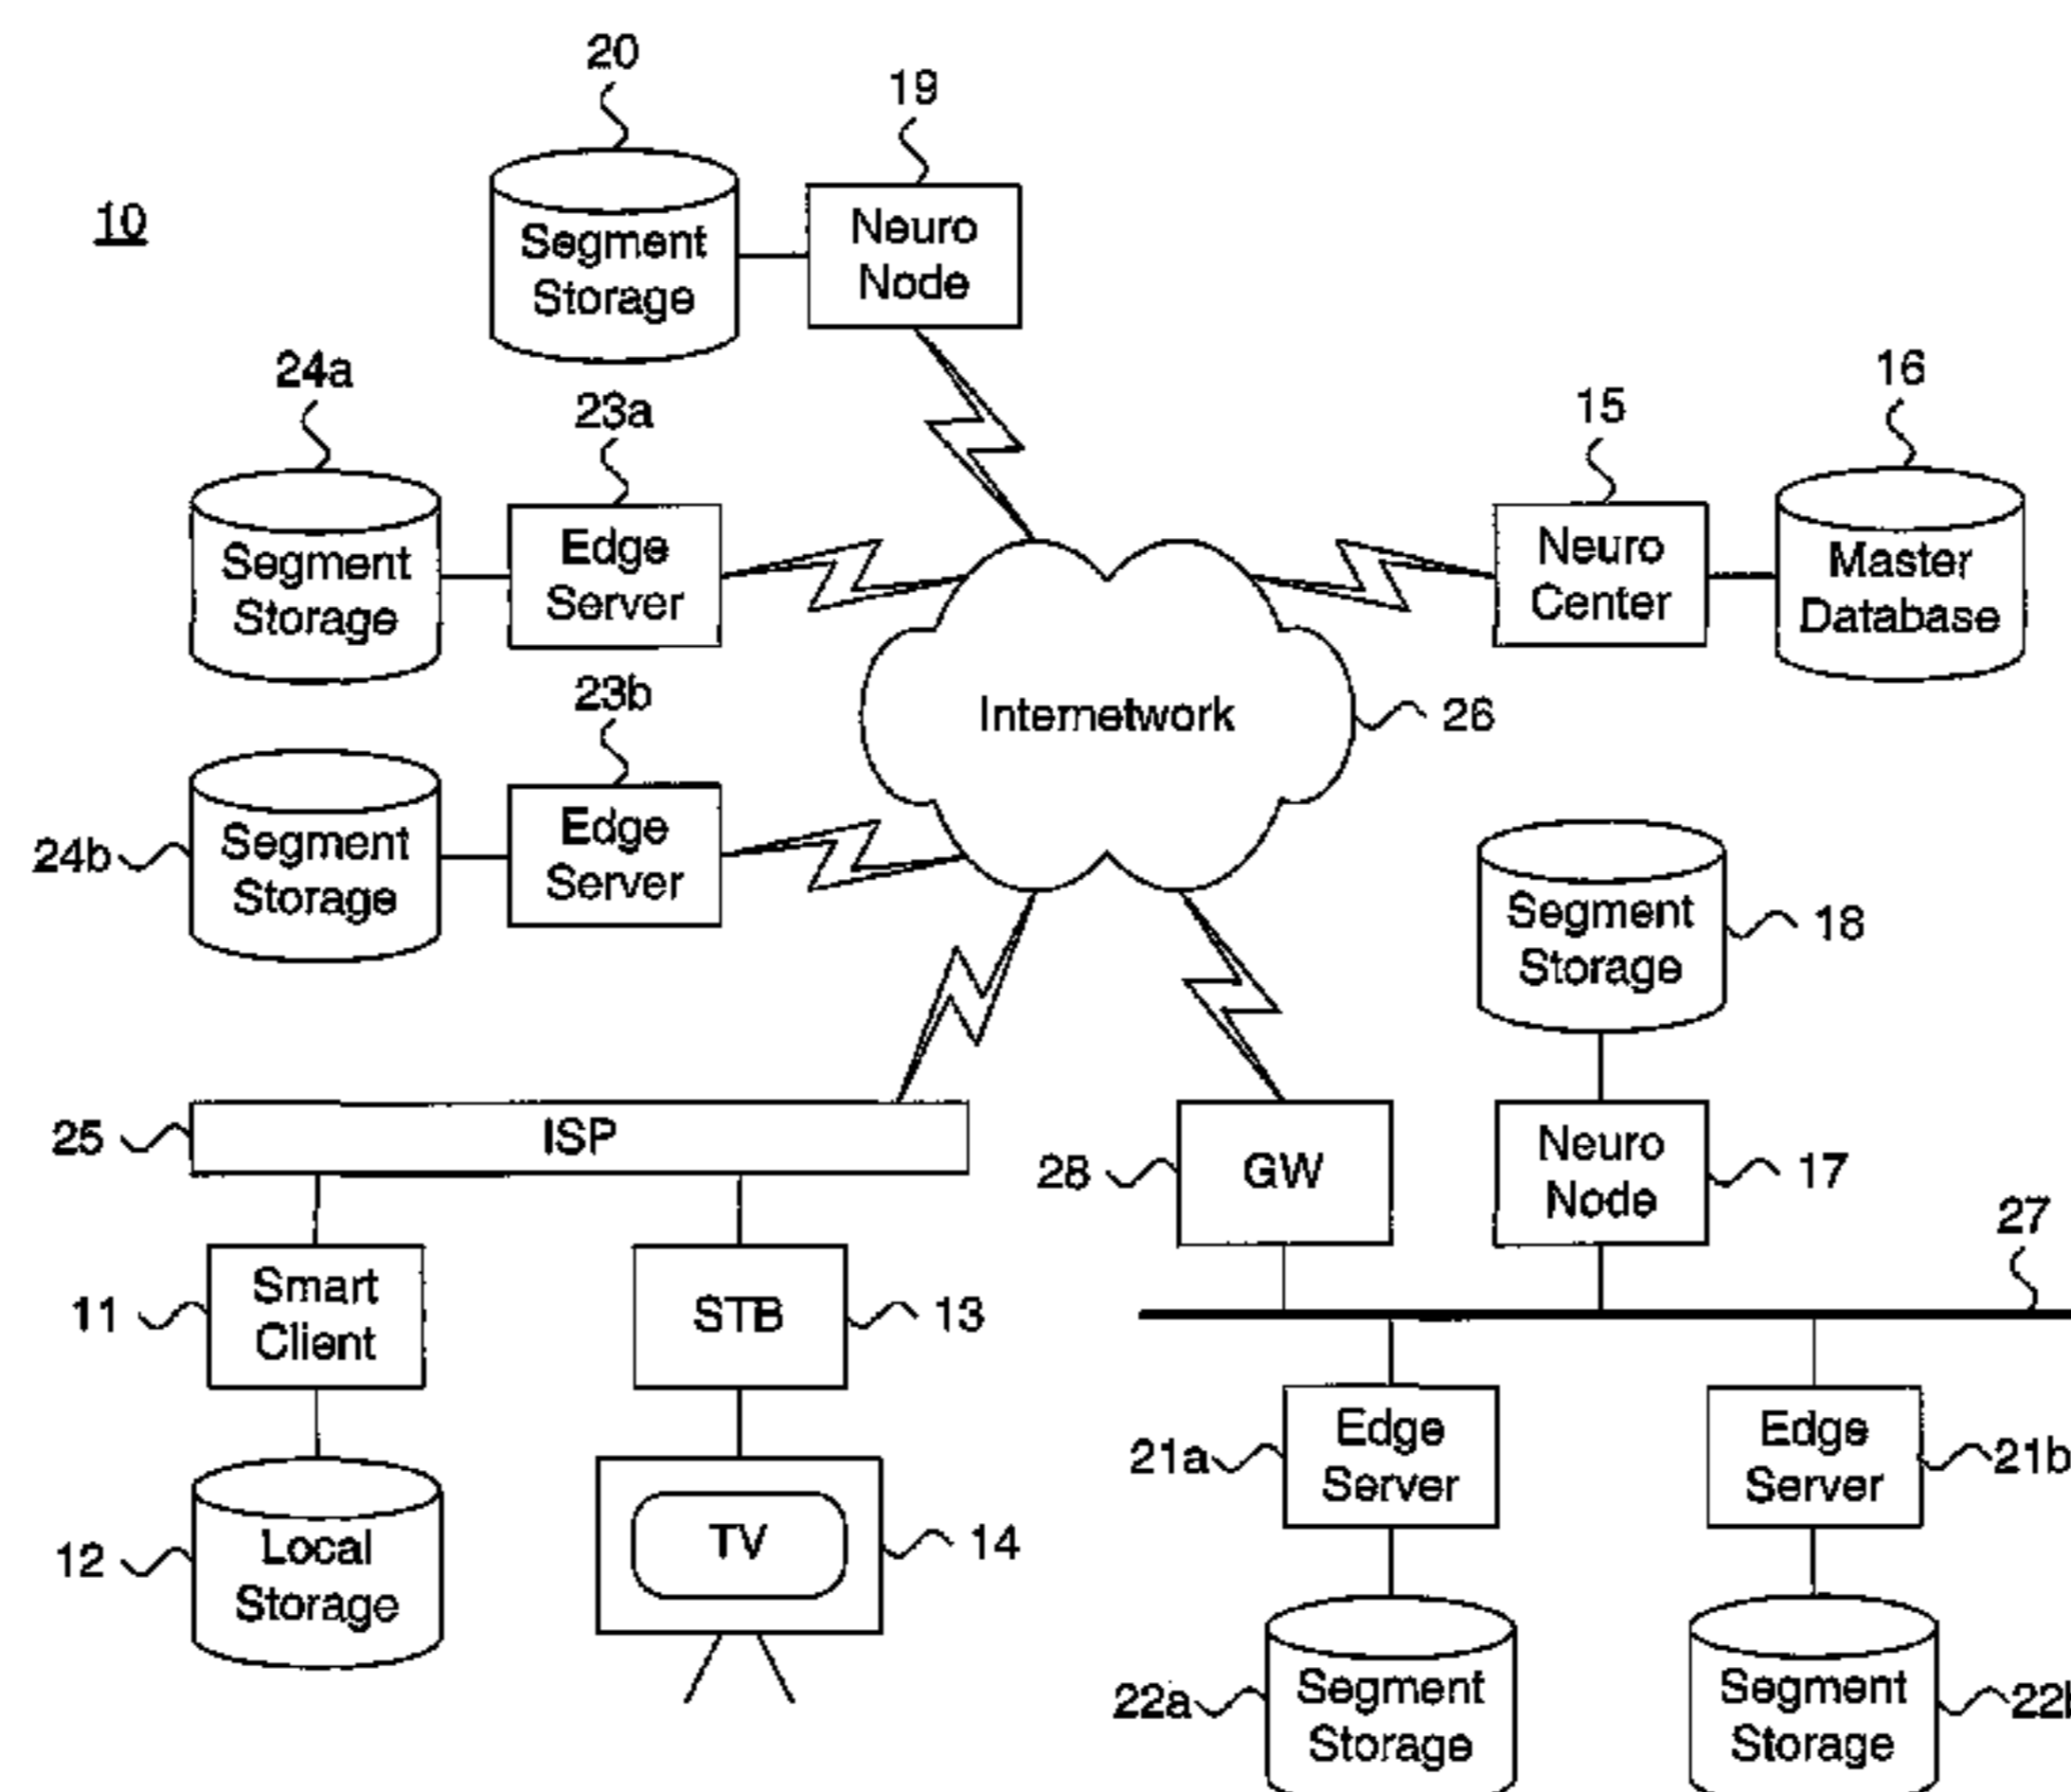 20
19
10
Neuro
Node
Segment
Storage
24a
23a
15
16
Segment
Storage
Edge
Server
Neuro
Center
Master
Database
23b
Internetwork
26
24b
Segment
Storage
Edge
Server
Segment
Storage
18
25
ISP
28
GW
Neuro
Node
17
27
11
Smart
Client
STB
13
21a
Edge
Server
Edge
Server
21b
12
Local
Storage
TV
14
22a
Segment
Storage
Segment
Storage